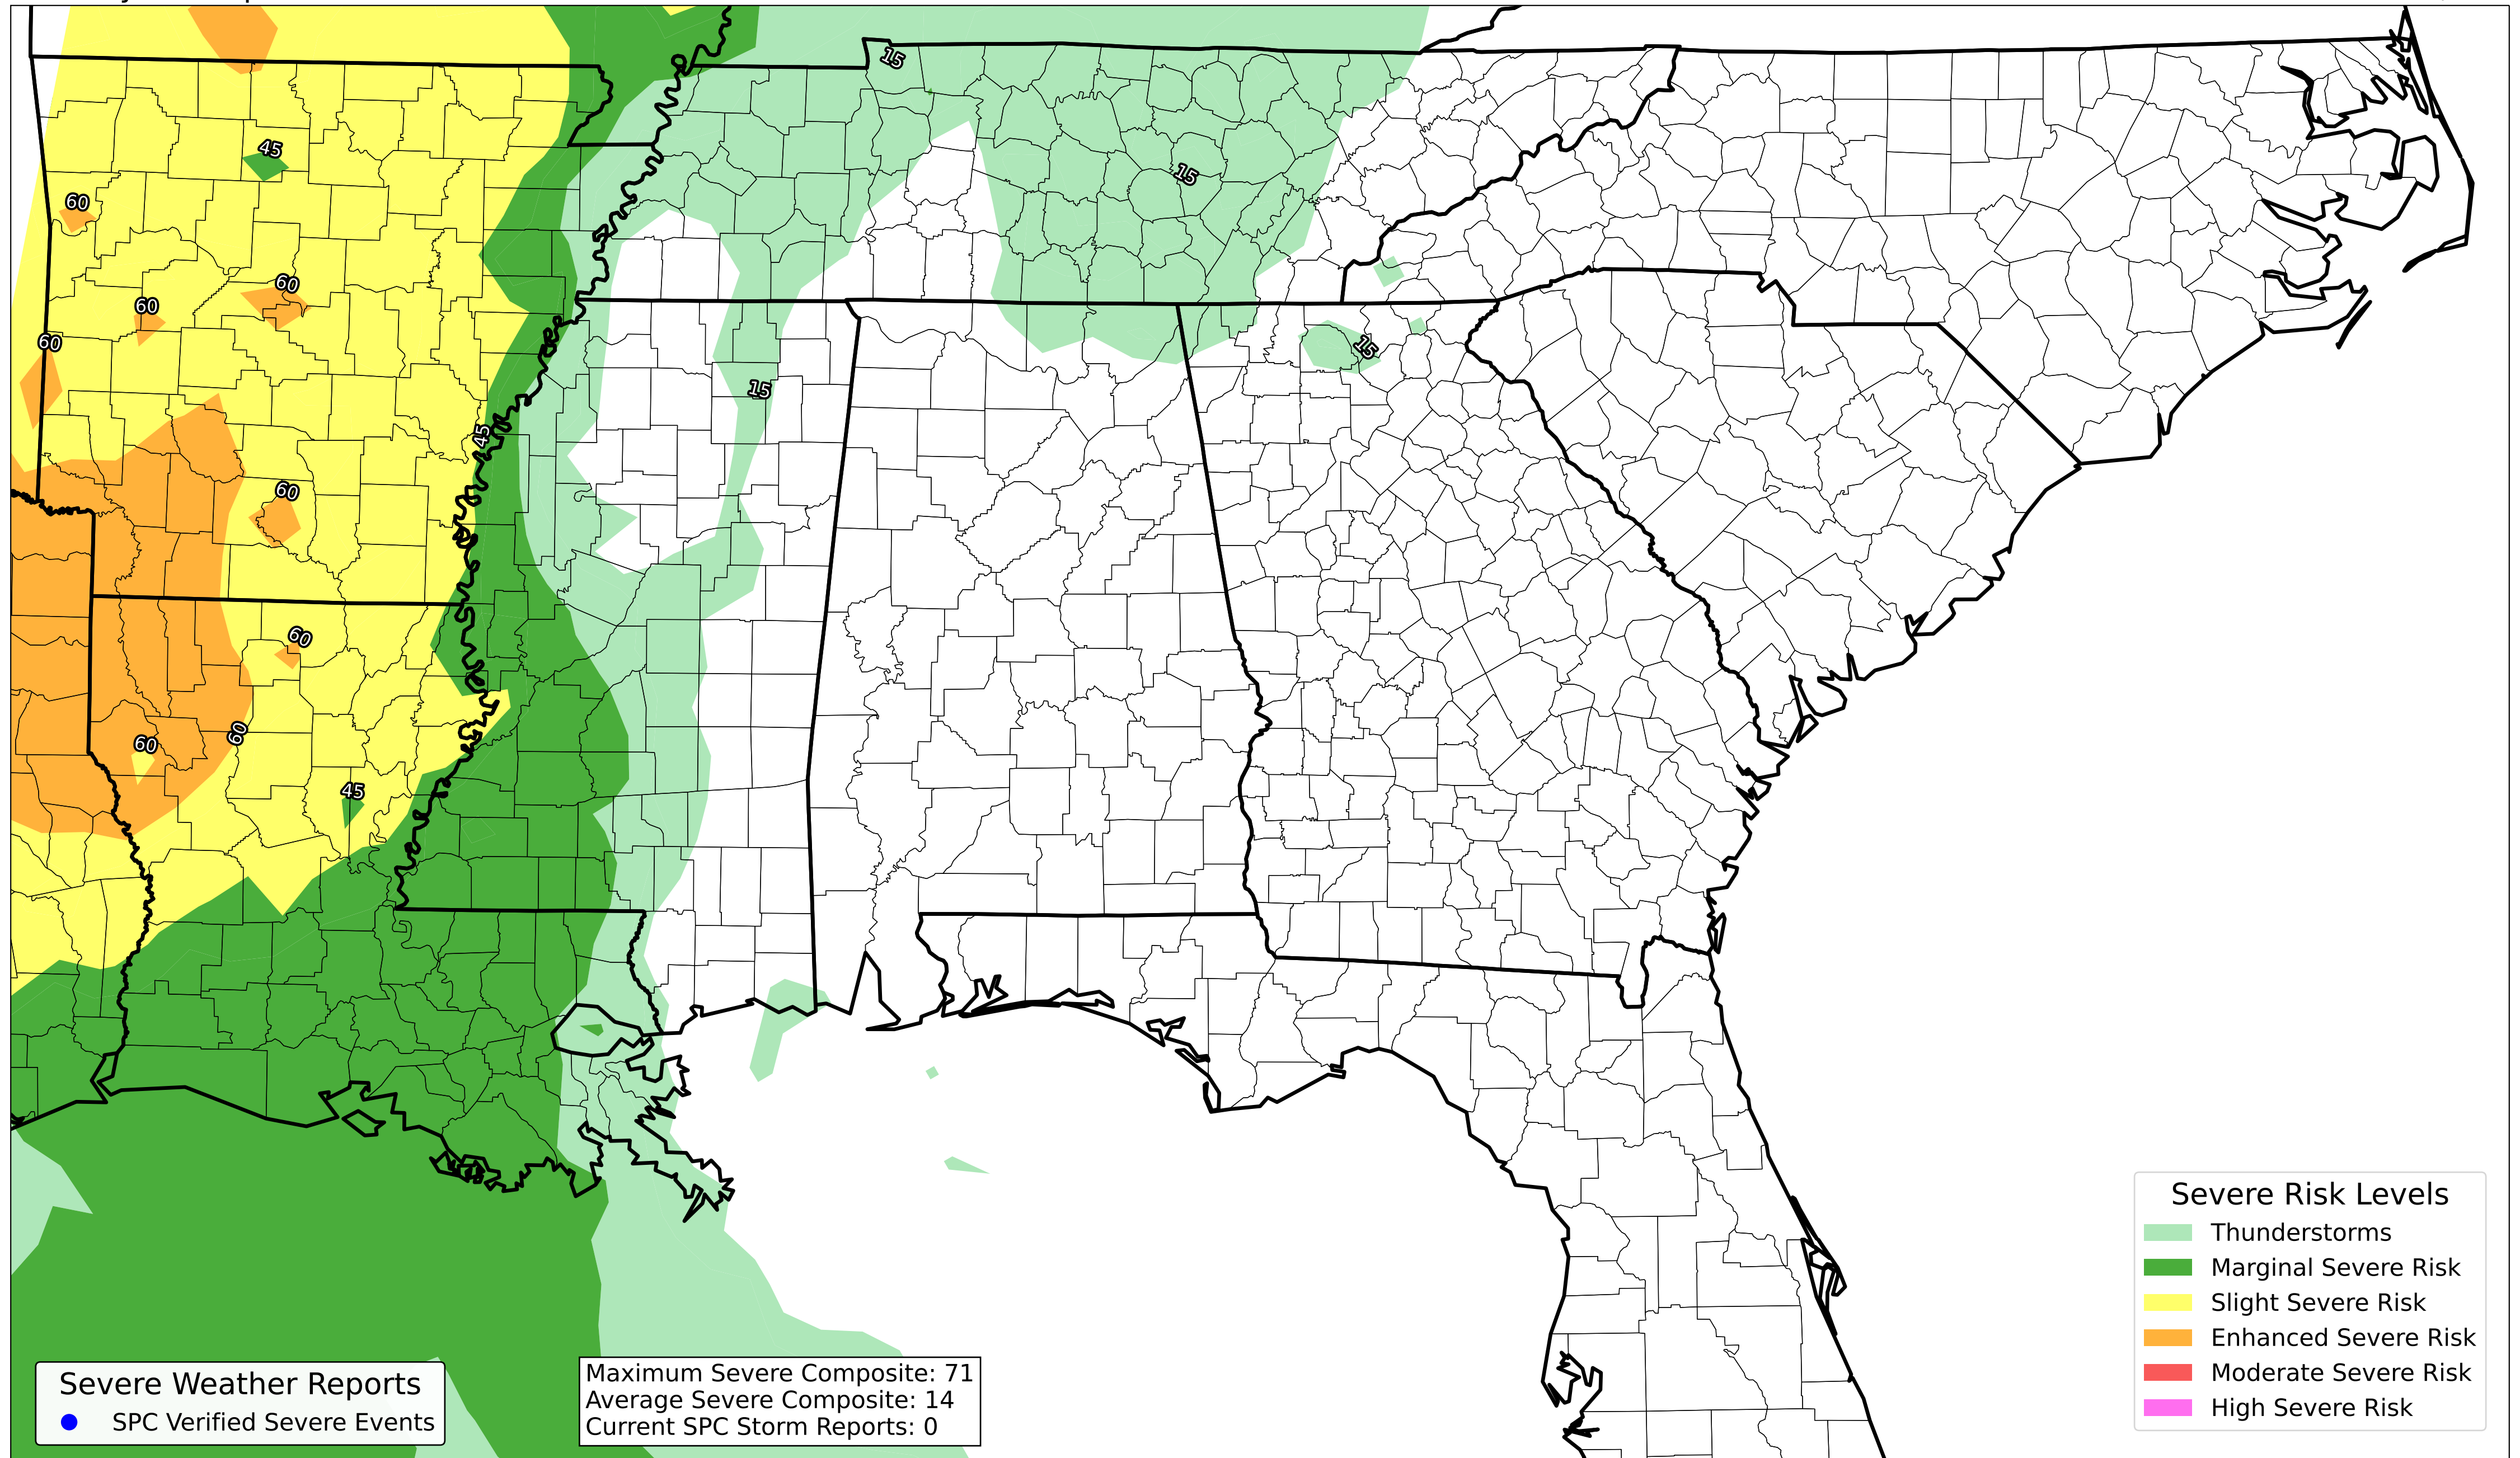 15
15
45
60
60
60
60
15
15
45
60
60
60
60
45
Severe Risk Levels
Thunderstorms
Marginal Severe Risk
Slight Severe Risk
Enhanced Severe Risk
Moderate Severe Risk
High Severe Risk
Severe Weather Reports
SPC Verified Severe Events
Maximum Severe Composite: 71
Average Severe Composite: 14
Current SPC Storm Reports: 0